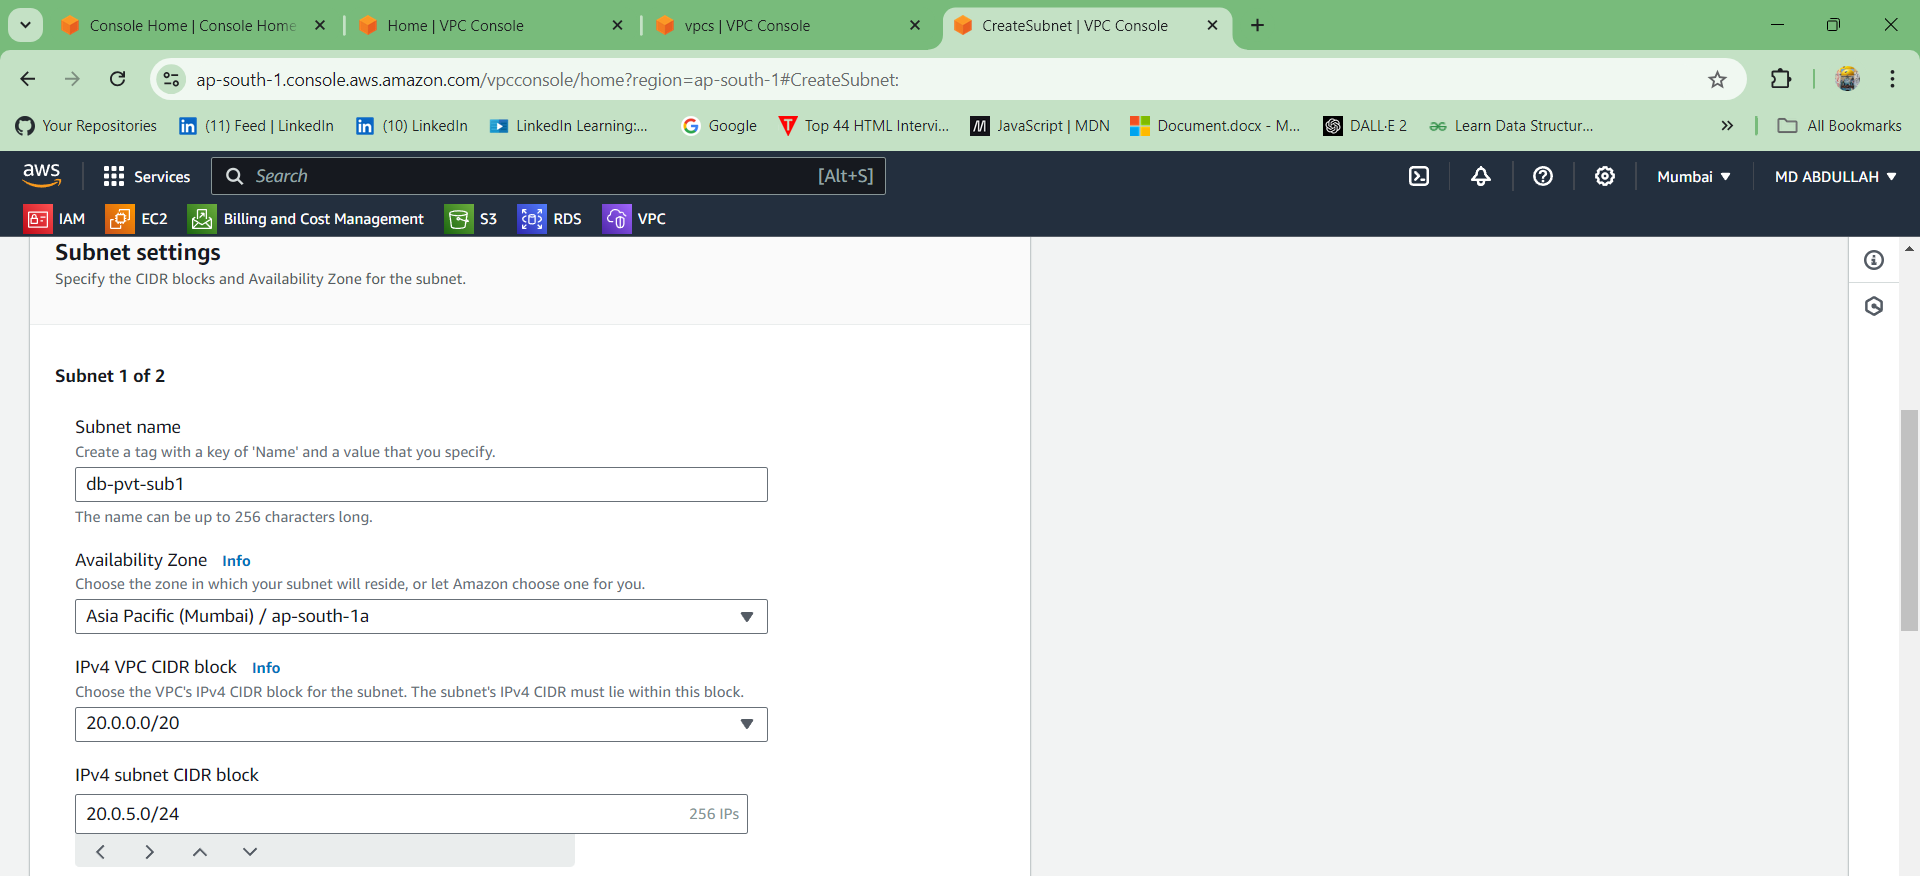 Console Home | Console Home
Home | VPC Console
vpcs | VPC Console
CreateSubnet | VPC Console
ap-south-1.console.aws.amazon.com/vpcconsole/home?region=ap-south-1#CreateSubnet:
Your Repositories
(11) Feed | LinkedIn
(10) LinkedIn
LinkedIn Learning:...
Google
Top 44 HTML Intervi...
JavaScript | MDN
Document.docx - M...
DALL·E 2
Learn Data Structur...
All Bookmarks
aws
Services
Search
[Alt+S]
Mumbai
MD ABDULLAH
IAM
EC2
Billing and Cost Management
S3
RDS
VPC
Subnet settings
Specify the CIDR blocks and Availability Zone for the subnet.
Subnet 1 of 2
Subnet name
Create a tag with a key of 'Name' and a value that you specify.
db-pvt-sub1
The name can be up to 256 characters long.
Availability Zone Info
Choose the zone in which your subnet will reside, or let Amazon choose one for you.
Asia Pacific (Mumbai) / ap-south-1a
IPv4 VPC CIDR block Info
Choose the VPC's IPv4 CIDR block for the subnet. The subnet's IPv4 CIDR must lie within this block.
20.0.0.0/20
IPv4 subnet CIDR block
20.0.5.0/24
256 IPs